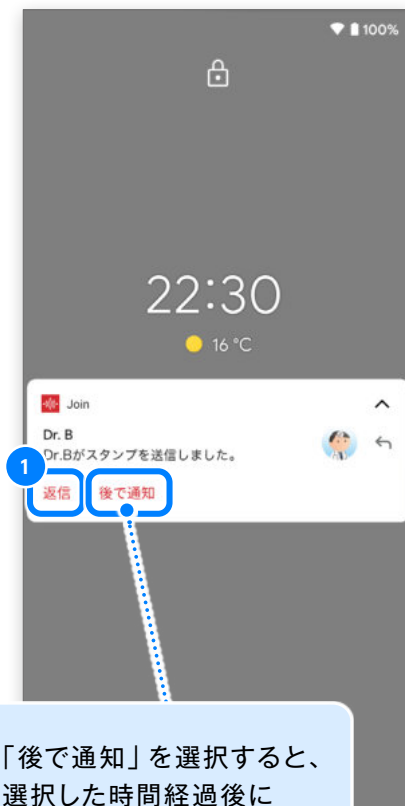 100%
22:30
16 °C
Join
Dr. B
Dr.Bがスタンプを送信しました。
1
返信 後で通知
「後で通知」を選択すると、
選択した時間経過後に